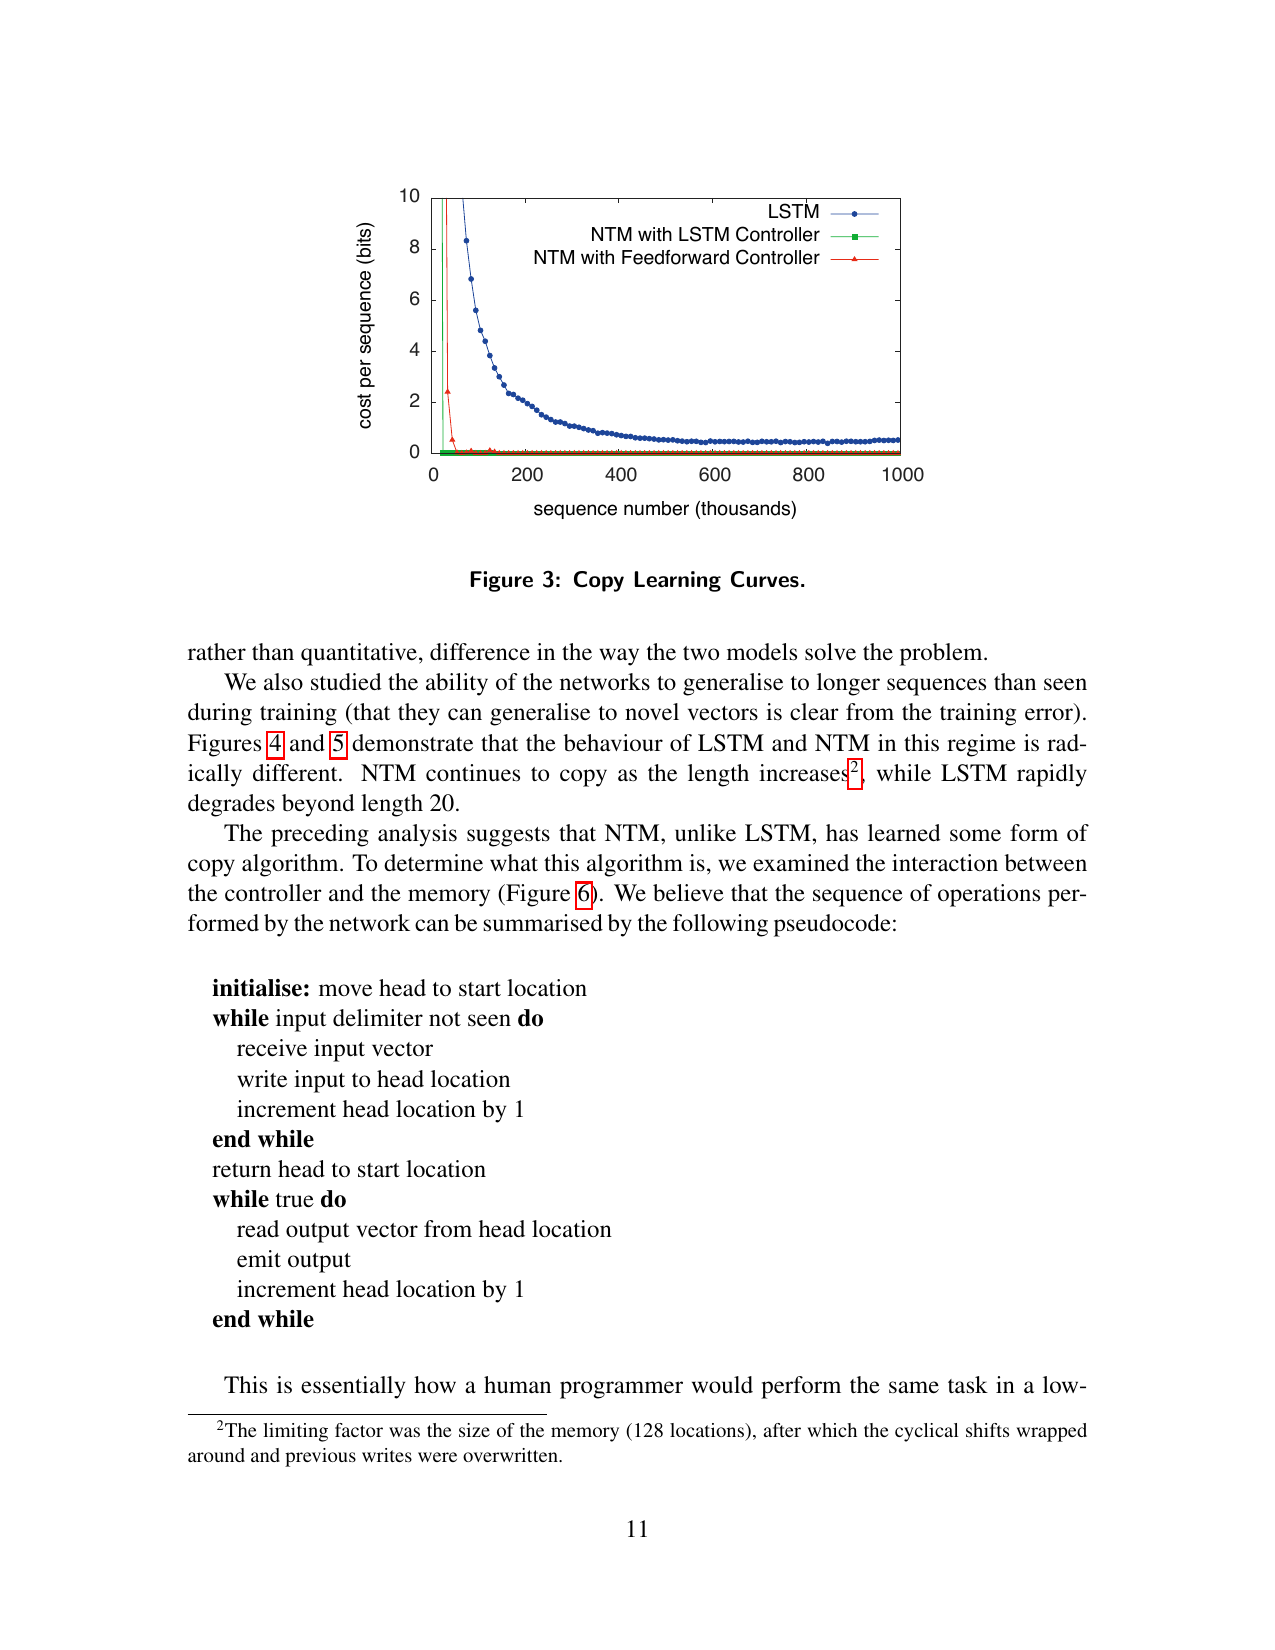 10
8
6
4
2
0
cost per sequence (bits)
LSTM
NTM with LSTM Controller
NTM with Feedforward Controller
0 200 400 600 800 1000
sequence number (thousands)
Figure 3: Copy Learning Curves.
rather than quantitative, difference in the way the two models solve the problem.
We also studied the ability of the networks to generalise to longer sequences than seen
during training (that they can generalise to novel vectors is clear from the training error).
Figures 4 and 5 demonstrate that the behaviour of LSTM and NTM in this regime is rad-
ically different. NTM continues to copy as the length increases2, while LSTM rapidly
degrades beyond length 20.
The preceding analysis suggests that NTM, unlike LSTM, has learned some form of
copy algorithm. To determine what this algorithm is, we examined the interaction between
the controller and the memory (Figure 6). We believe that the sequence of operations per-
formed by the network can be summarised by the following pseudocode:
initialise: move head to start location
while input delimiter not seen do
receive input vector
write input to head location
increment head location by 1
end while
return head to start location
while true do
read output vector from head location
emit output
increment head location by 1
end while
This is essentially how a human programmer would perform the same task in a low-
2The limiting factor was the size of the memory (128 locations), after which the cyclical shifts wrapped
around and previous writes were overwritten.
11